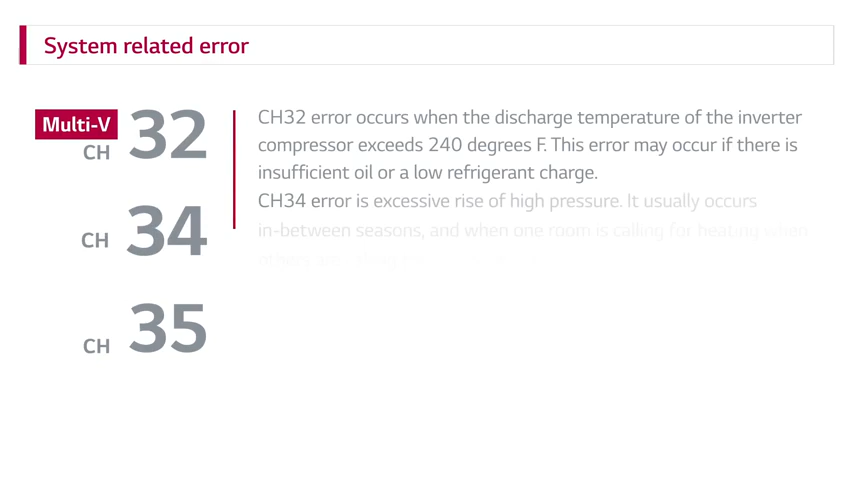 System related error
Multi-V
CH 32
CH 34
CH 35
CH32 error occurs when the discharge temperature of the inverter
compressor exceeds 240 degrees F. This error may occur if there is
insufficient oil or a low refrigerant charge.
CH34 error is excessive rise of high pressure. It usually occurs
in-between seasons, and when one room is calling for heating when